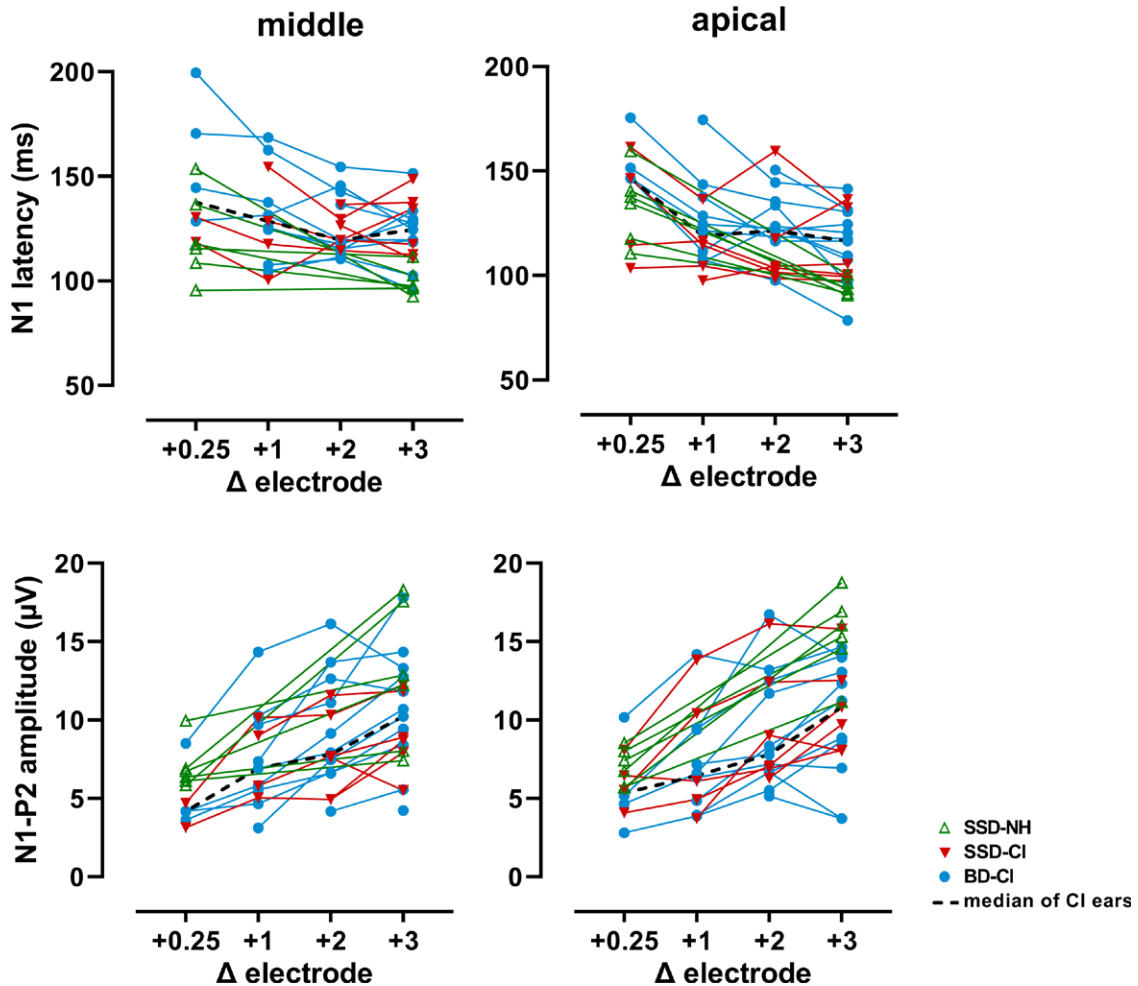 middle
apical
N1 latency (ms)
200
150
100
50
200
150
100
50
+0.25 +1 +2 +3
Δ electrode
+0.25 +1 +2 +3
Δ electrode
N1-P2 amplitude (µV)
20
15
10
5
0
20
15
10
5
0
+0.25 +1 +2 +3
Δ electrode
+0.25 +1 +2 +3
Δ electrode
SSD-NH
SSD-CI
BD-CI
median of CI ears